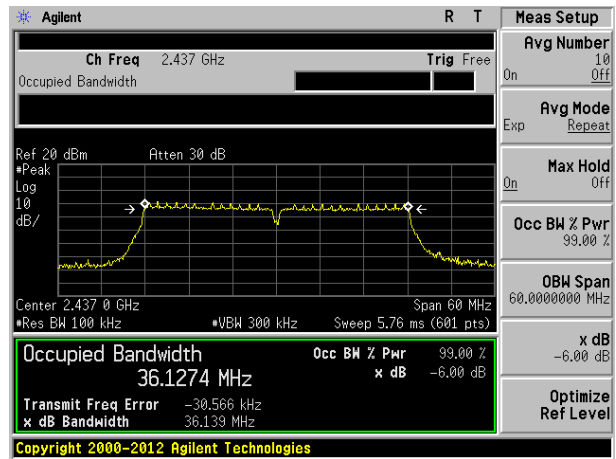 Agilent R T
Ch Freq 2.437 GHz Trig Free
Occupied Bandwidth
Ref 20 dBm Atten 30 dB
#Peak
Log
10
dB/
Center 2.437 0 GHz Span 60 MHz
#Res BW 100 kHz #VBW 300 kHz Sweep 5.76 ms (601 pts)
Occupied Bandwidth Occ BW % Pwr 99.00 %
36.1274 MHz x dB -6.00 dB
Transmit Freq Error -30.566 kHz
x dB Bandwidth 36.139 MHz
Copyright 2000-2012 Agilent Technologies
Meas Setup
Avg Number
10
On Off
Avg Mode
Exp Repeat
Max Hold
On Off
Occ BW % Pwr
99.00 %
OBW Span
60.0000000 MHz
x dB
-6.00 dB
Optimize
Ref Level